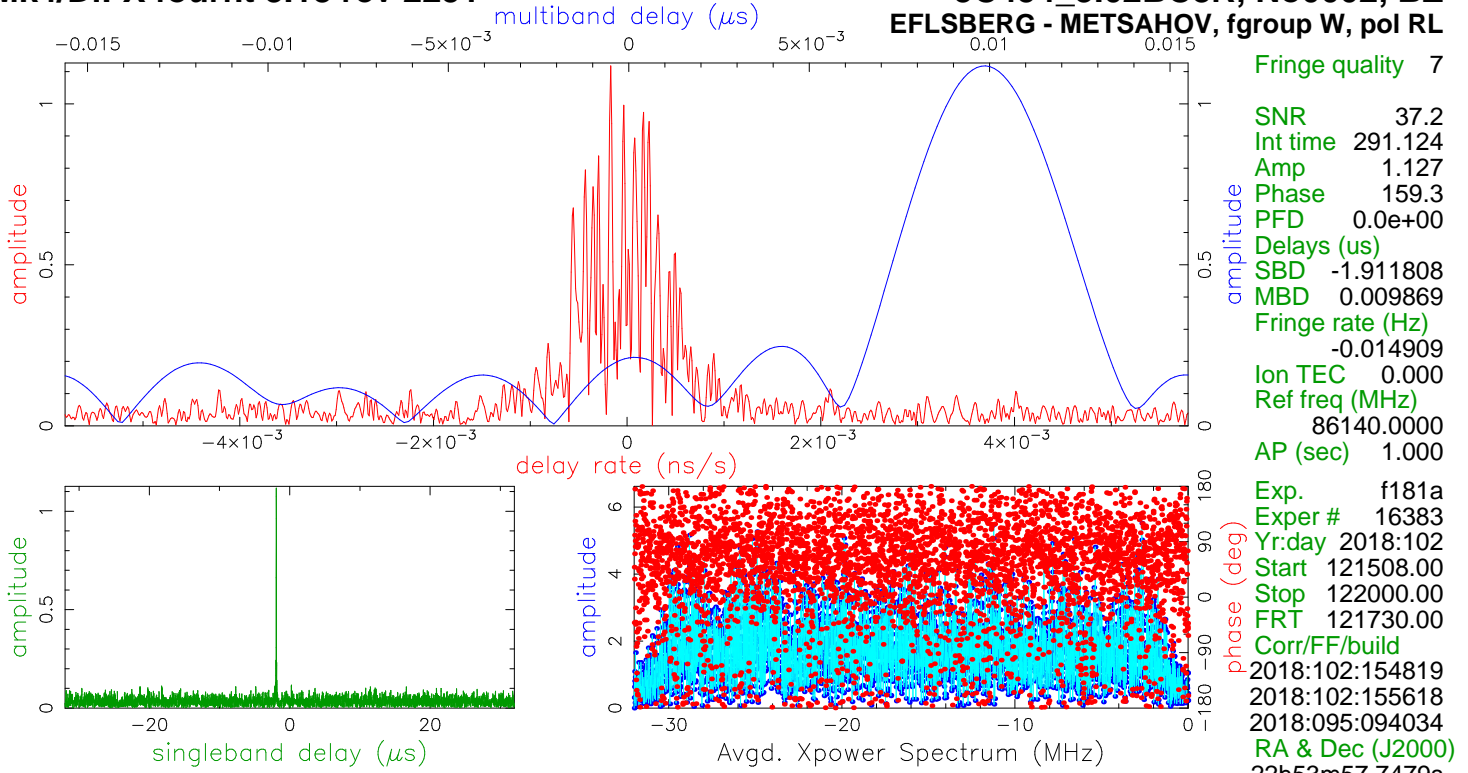 multiband delay (μs)
EFLSBERG - METSAHOV, fgroup W, pol RL
−0.015 −0.01 −5×10⁻³ 0 5×10⁻³ 0.01 0.015
amplitude
0 0.5 1
amplitude
0 0.5 1
−4×10⁻³ −2×10⁻³ 0 2×10⁻³ 4×10⁻³
delay rate (ns/s)
Fringe quality 7
SNR 37.2
Int time 291.124
Amp 1.127
Phase 159.3
PFD 0.0e+00
Delays (us)
SBD -1.911808
MBD 0.009869
Fringe rate (Hz)
-0.014909
Ion TEC 0.000
Ref freq (MHz)
86140.0000
AP (sec) 1.000
Exp. f181a
Exper # 16383
Yr:day 2018:102
Start 121508.00
Stop 122000.00
FRT 121730.00
Corr/FF/build
2018:102:154819
2018:102:155618
2018:095:094034
RA & Dec (J2000)
amplitude
0 0.5 1
−20 0 20
singleband delay (μs)
amplitude
0 2 4 6
−180 −90 0 90 180
phase (deg)
−30 −20 −10 0
Avgd. Xpower Spectrum (MHz)